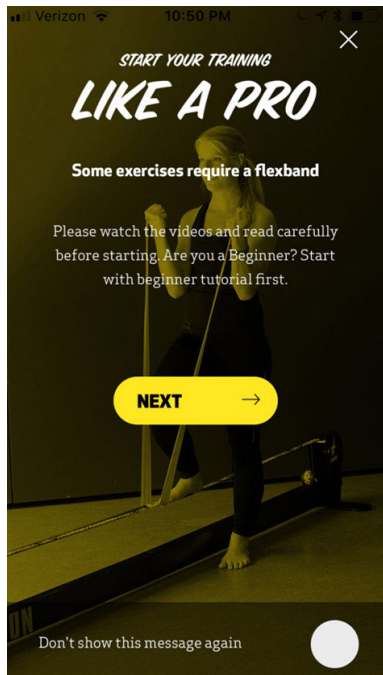 Verizon 10:50 PM
START YOUR TRAINING
LIKE A PRO
Some exercises require a flexband
Please watch the videos and read carefully
before starting. Are you a Beginner? Start
with beginner tutorial first.
NEXT
ON
Don't show this message again